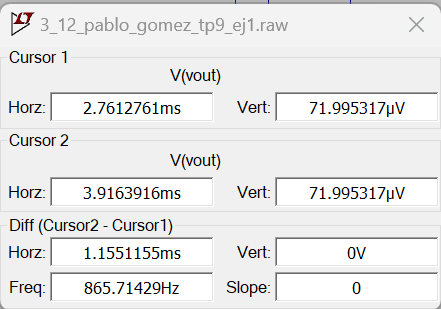 3_12_pablo_gomez_tp9_ej1.raw
Cursor 1
V(vout)
Horz: 2.7612761ms Vert: 71.995317µV
Cursor 2
V(vout)
Horz: 3.9163916ms Vert: 71.995317µV
Diff (Cursor2 - Cursor1)
Horz: 1.1551155ms Vert: 0V
Freq: 865.71429Hz Slope: 0